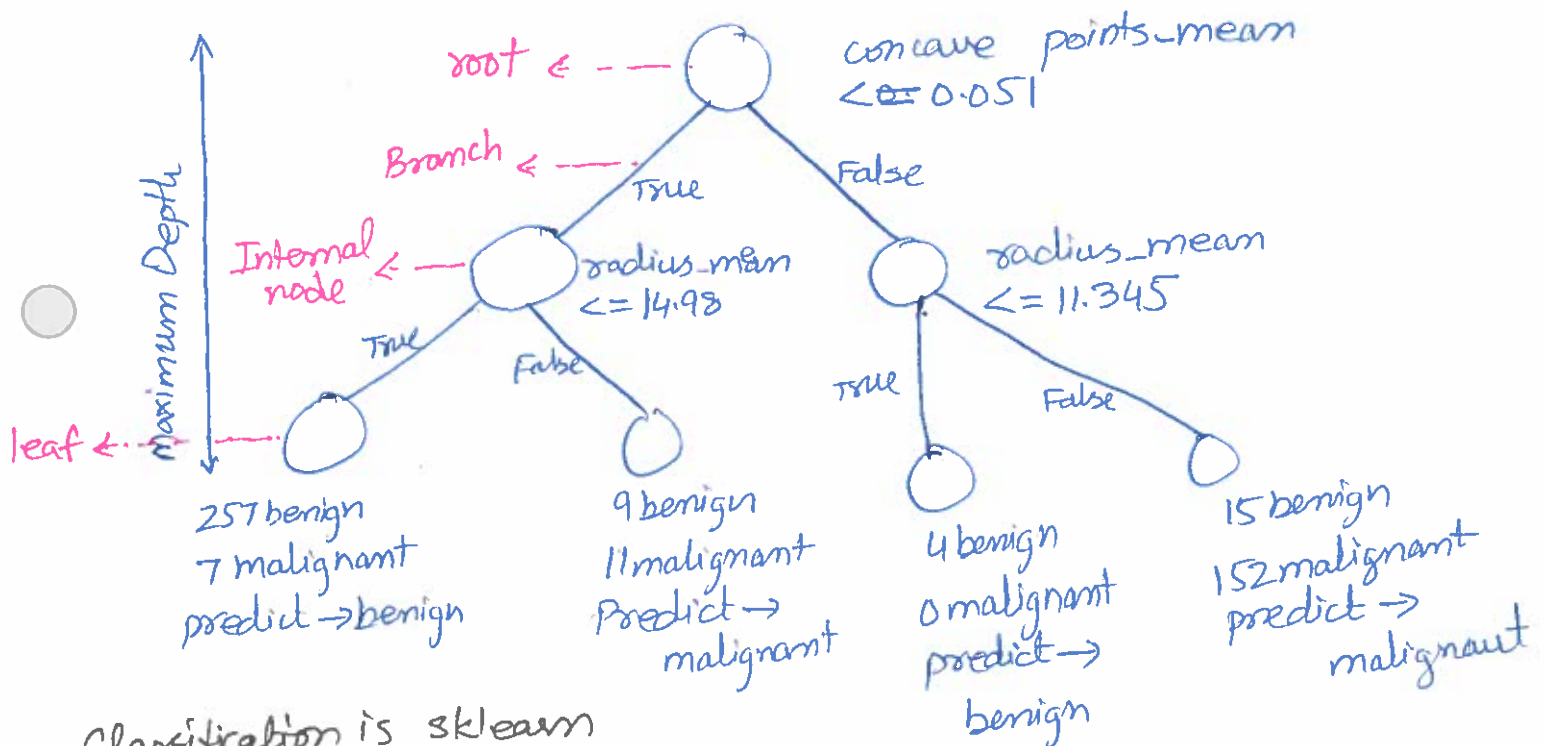 root
concave points_mean
<= 0.051
Branch
True
False
Maximum Depth
Internal
node
radius_mean
<= 14.98
radius_mean
<= 11.345
True
False
True
False
leaf
257 benign
7 malignant
predict → benign
9 benign
11 malignant
Predict →
malignant
4 benign
0 malignant
predict →
benign
15 benign
152 malignant
predict →
malignant
Classification is sklearn